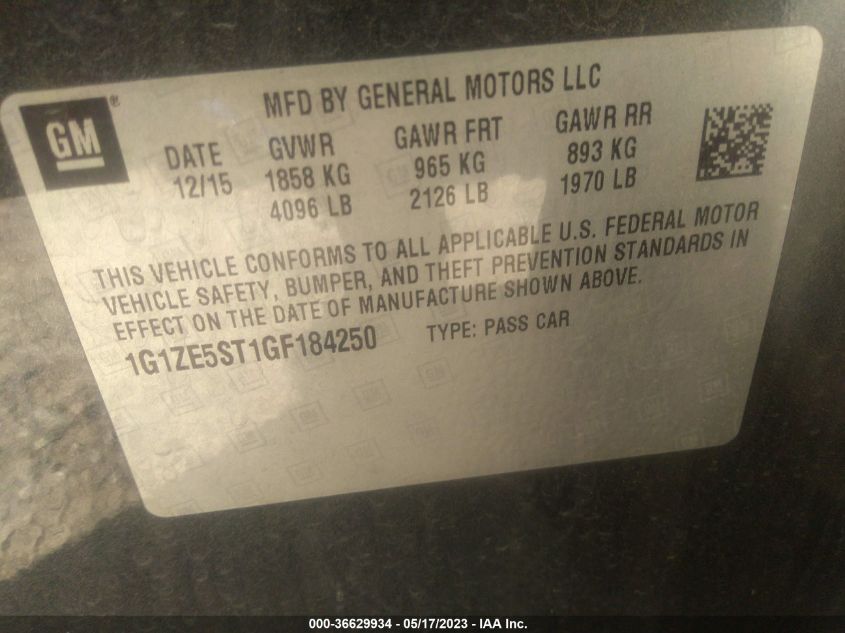 GM®
MFD BY GENERAL MOTORS LLC
DATE GVWR GAWR FRT GAWR RR
12/15 1858 KG 965 KG 893 KG
4096 LB 2126 LB 1970 LB
THIS VEHICLE CONFORMS TO ALL APPLICABLE U.S. FEDERAL MOTOR
VEHICLE SAFETY, BUMPER, AND THEFT PREVENTION STANDARDS IN
EFFECT ON THE DATE OF MANUFACTURE SHOWN ABOVE.
1G1ZE5ST1GF184250 TYPE: PASS CAR
000-36629934 - 05/17/2023 - IAA Inc.